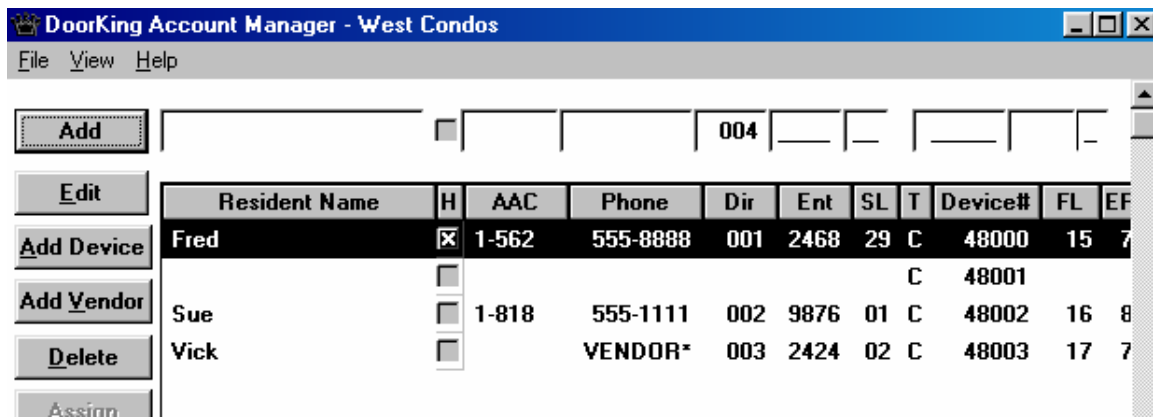 DoorKing Account Manager - West Condos
File View Help
Add 004 ____ __ _____ _
Edit
Resident Name H AAC Phone Dir Ent SL T Device# FL EF
Add Device
Fred 1-562 555-8888 001 2468 29 C 48000 15 7
C 48001
Add Vendor
Sue 1-818 555-1111 002 9876 01 C 48002 16 8
Delete
Vick VENDOR* 003 2424 02 C 48003 17 7
Assign